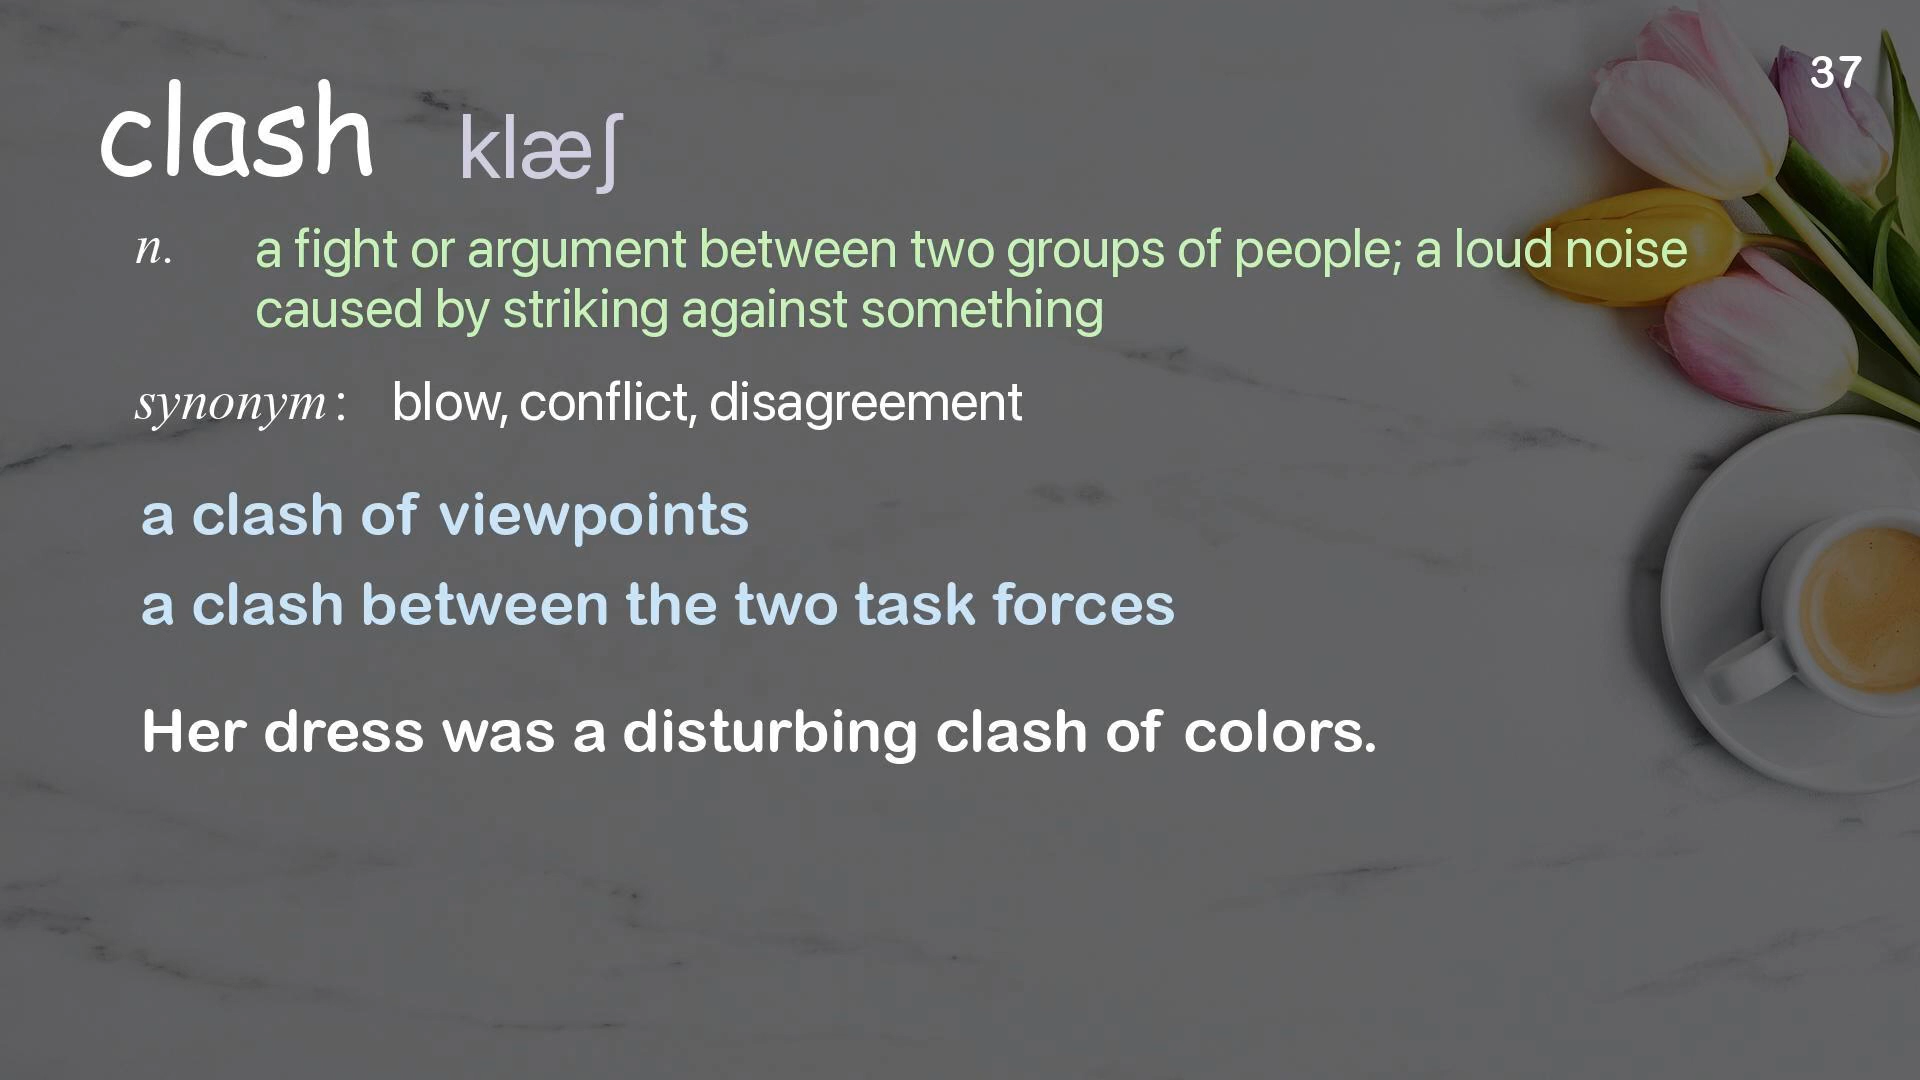 37
clash klæʃ
n. a fight or argument between two groups of people; a loud noise
caused by striking against something
synonym: blow, conflict, disagreement
a clash of viewpoints
a clash between the two task forces
Her dress was a disturbing clash of colors.